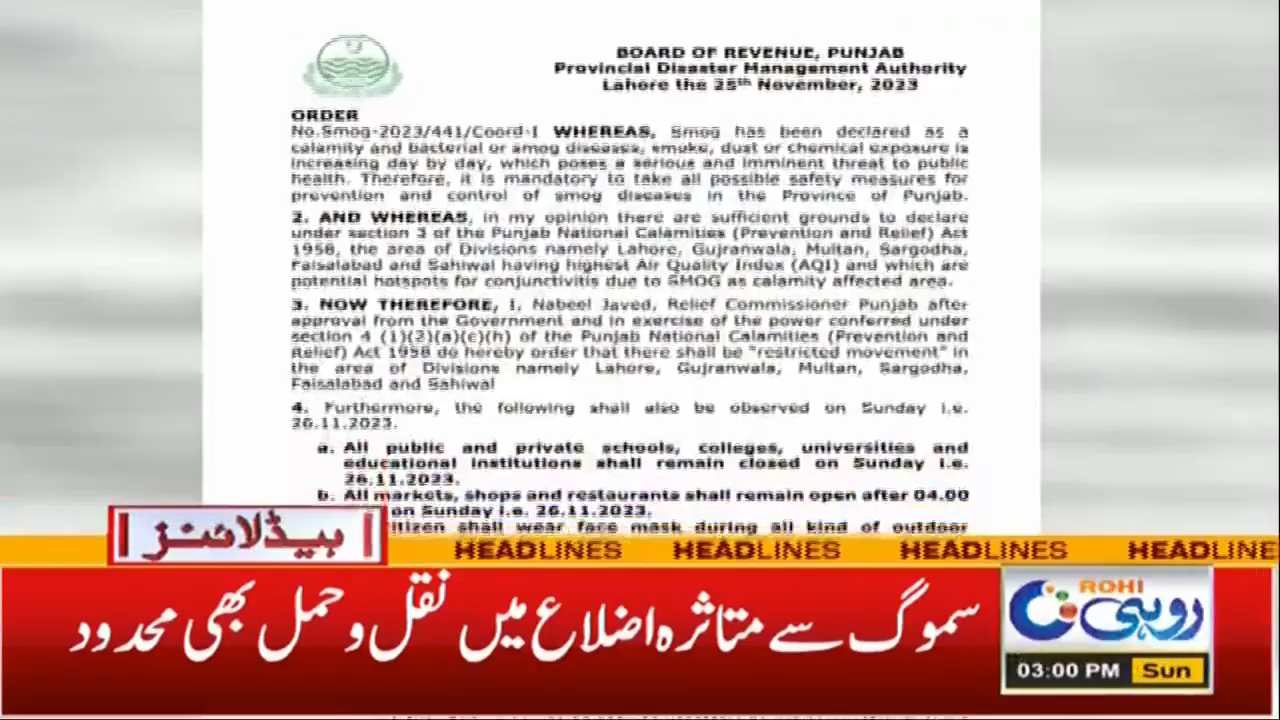 BOARD OF REVENUE, PUNJAB
Provincial Disaster Management Authority
Lahore the 25th November, 2023
ORDER
No.Smog-2023/441/Coord-I WHEREAS, Smog has been declared as a
calamity and bacterial or smog diseases, smoke, dust or chemical exposure is
increasing day by day, which poses a serious and imminent threat to public
health. Therefore, it is mandatory to take all possible safety measures for
prevention and control of smog diseases in the Province of Punjab.
2. AND WHEREAS, in my opinion there are sufficient grounds to declare
under section 3 of the Punjab National Calamities (Prevention and Relief) Act
1958, the area of Divisions namely Lahore, Gujranwala, Multan, Sargodha,
Faisalabad and Sahiwal having highest Air Quality Index (AQI) and which are
potential hotspots for conjunctivitis due to SMOG as calamity affected area.
3. NOW THEREFORE, I, Nabeel Javed, Relief Commissioner Punjab after
approval from the Government and in exercise of the power conferred under
section 4 (1)(2)(a)(c)(h) of the Punjab National Calamities (Prevention and
Relief) Act 1958 do hereby order that there shall be "restricted movement" in
the area of Divisions namely Lahore, Gujranwala, Multan, Sargodha,
Faisalabad and Sahiwal
4. Furthermore, the following shall also be observed on Sunday i.e.
26.11.2023.
a. All public and private schools, colleges, universities and
educational institutions shall remain closed on Sunday i.e.
26.11.2023.
b. All markets, shops and restaurants shall remain open after 04.00
on Sunday i.e. 26.11.2023.
itizen shall wear face mask during all kind of outdoor
ہیڈلائنز
HEADLINES HEADLINES HEADLINES HEADLINE
سموگ سے متاثرہ اضلاع میں نقل و حمل بھی محدود
ROHI
روہی
03:00 PM Sun